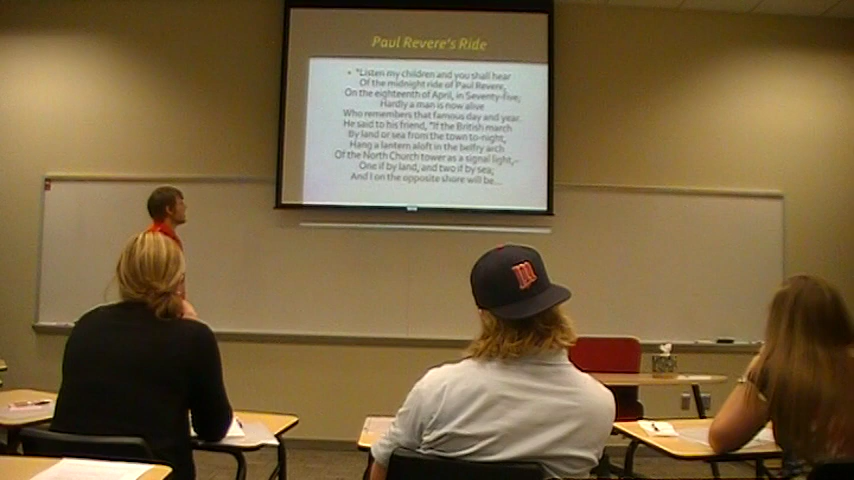 Paul Revere's Ride
• "Listen my children and you shall hear
Of the midnight ride of Paul Revere,
On the eighteenth of April, in Seventy-five;
Hardly a man is now alive
Who remembers that famous day and year.
He said to his friend, "If the British march
By land or sea from the town to-night,
Hang a lantern aloft in the belfry arch
Of the North Church tower as a signal light,--
One if by land, and two if by sea;
And I on the opposite shore will be...
m